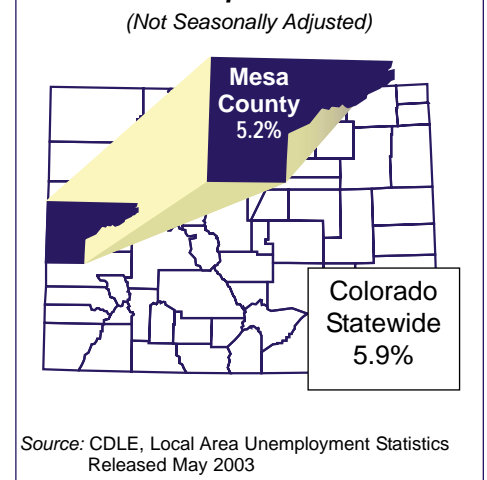 (Not Seasonally Adjusted)
Mesa
County
5.2%
Colorado
Statewide
5.9%
Source: CDLE, Local Area Unemployment Statistics
Released May 2003